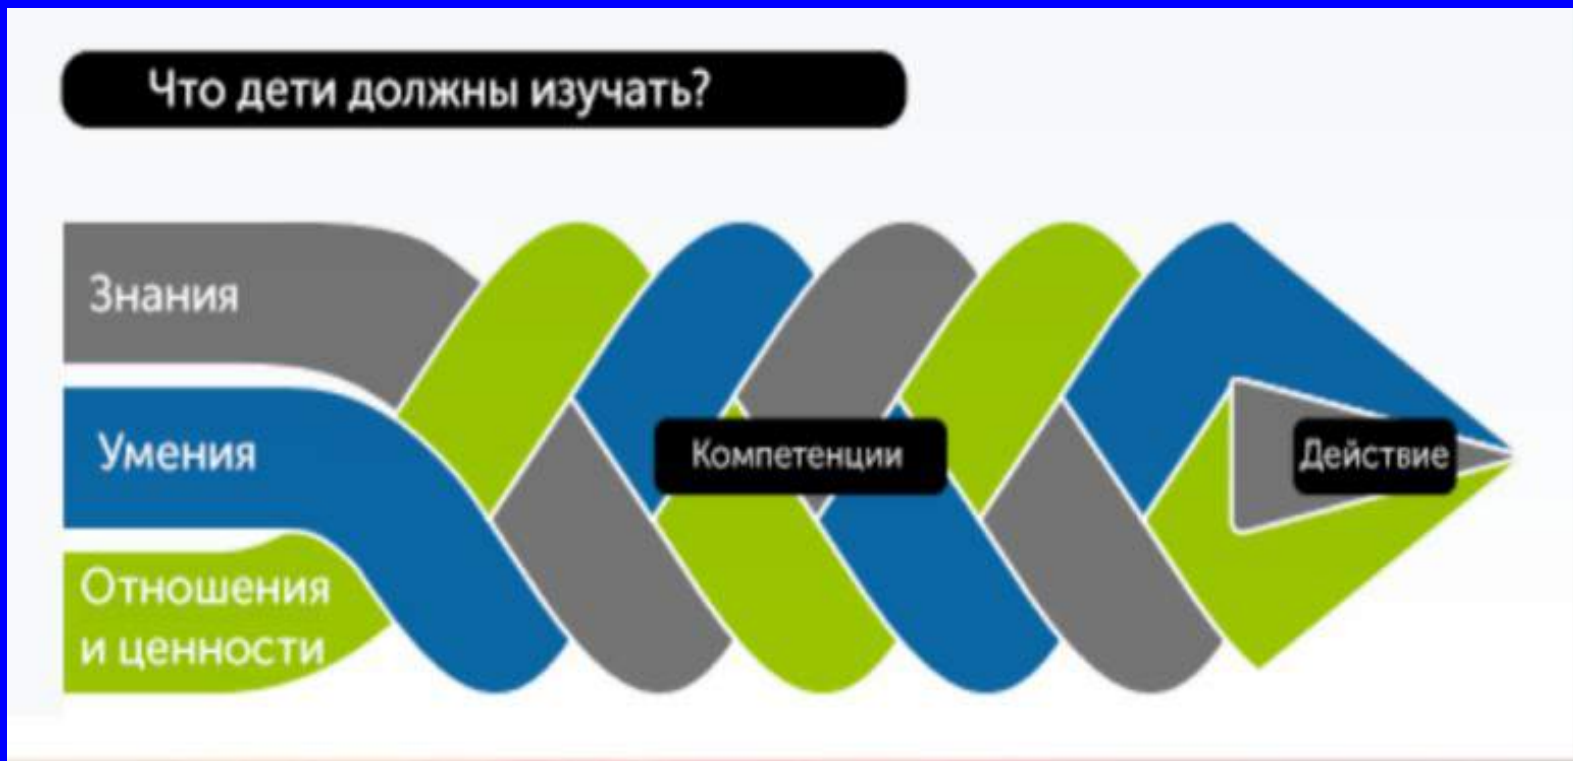 Что дети должны изучать?
Знания
Умения
Отношения
и ценности
Компетенции
Действие